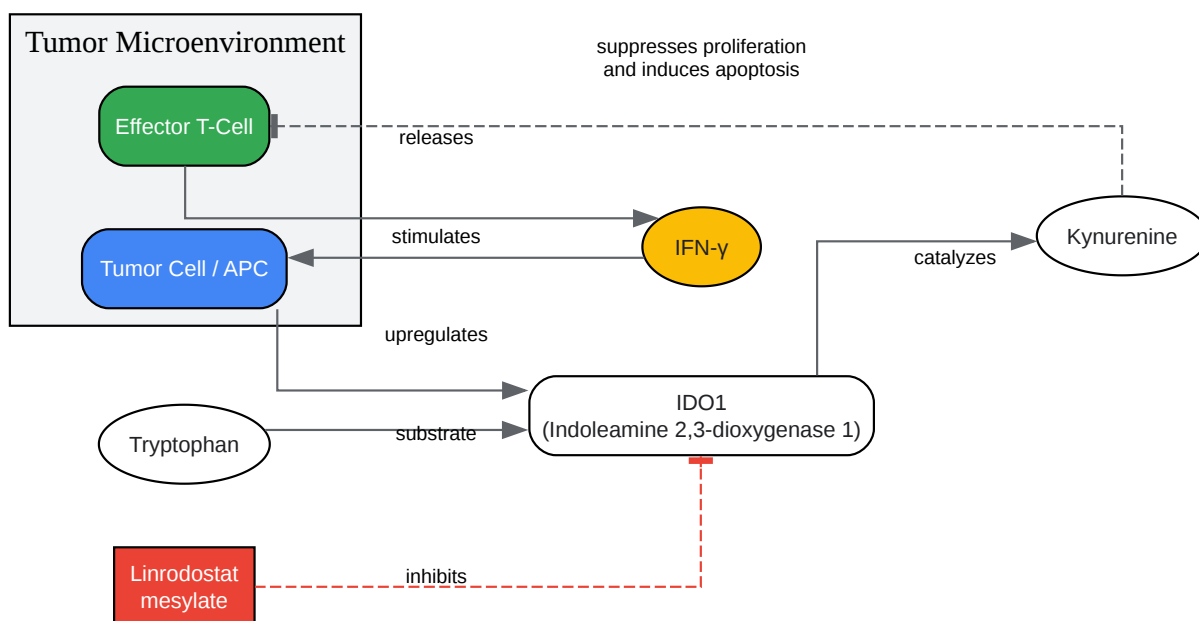 Tumor Microenvironment
suppresses proliferation
and induces apoptosis
Effector T-Cell
releases
stimulates
IFN-γ
Kynurenine
Tumor Cell / APC
catalyzes
upregulates
IDO1
(Indoleamine 2,3-dioxygenase 1)
Tryptophan
substrate
Linrodostat
mesylate
inhibits